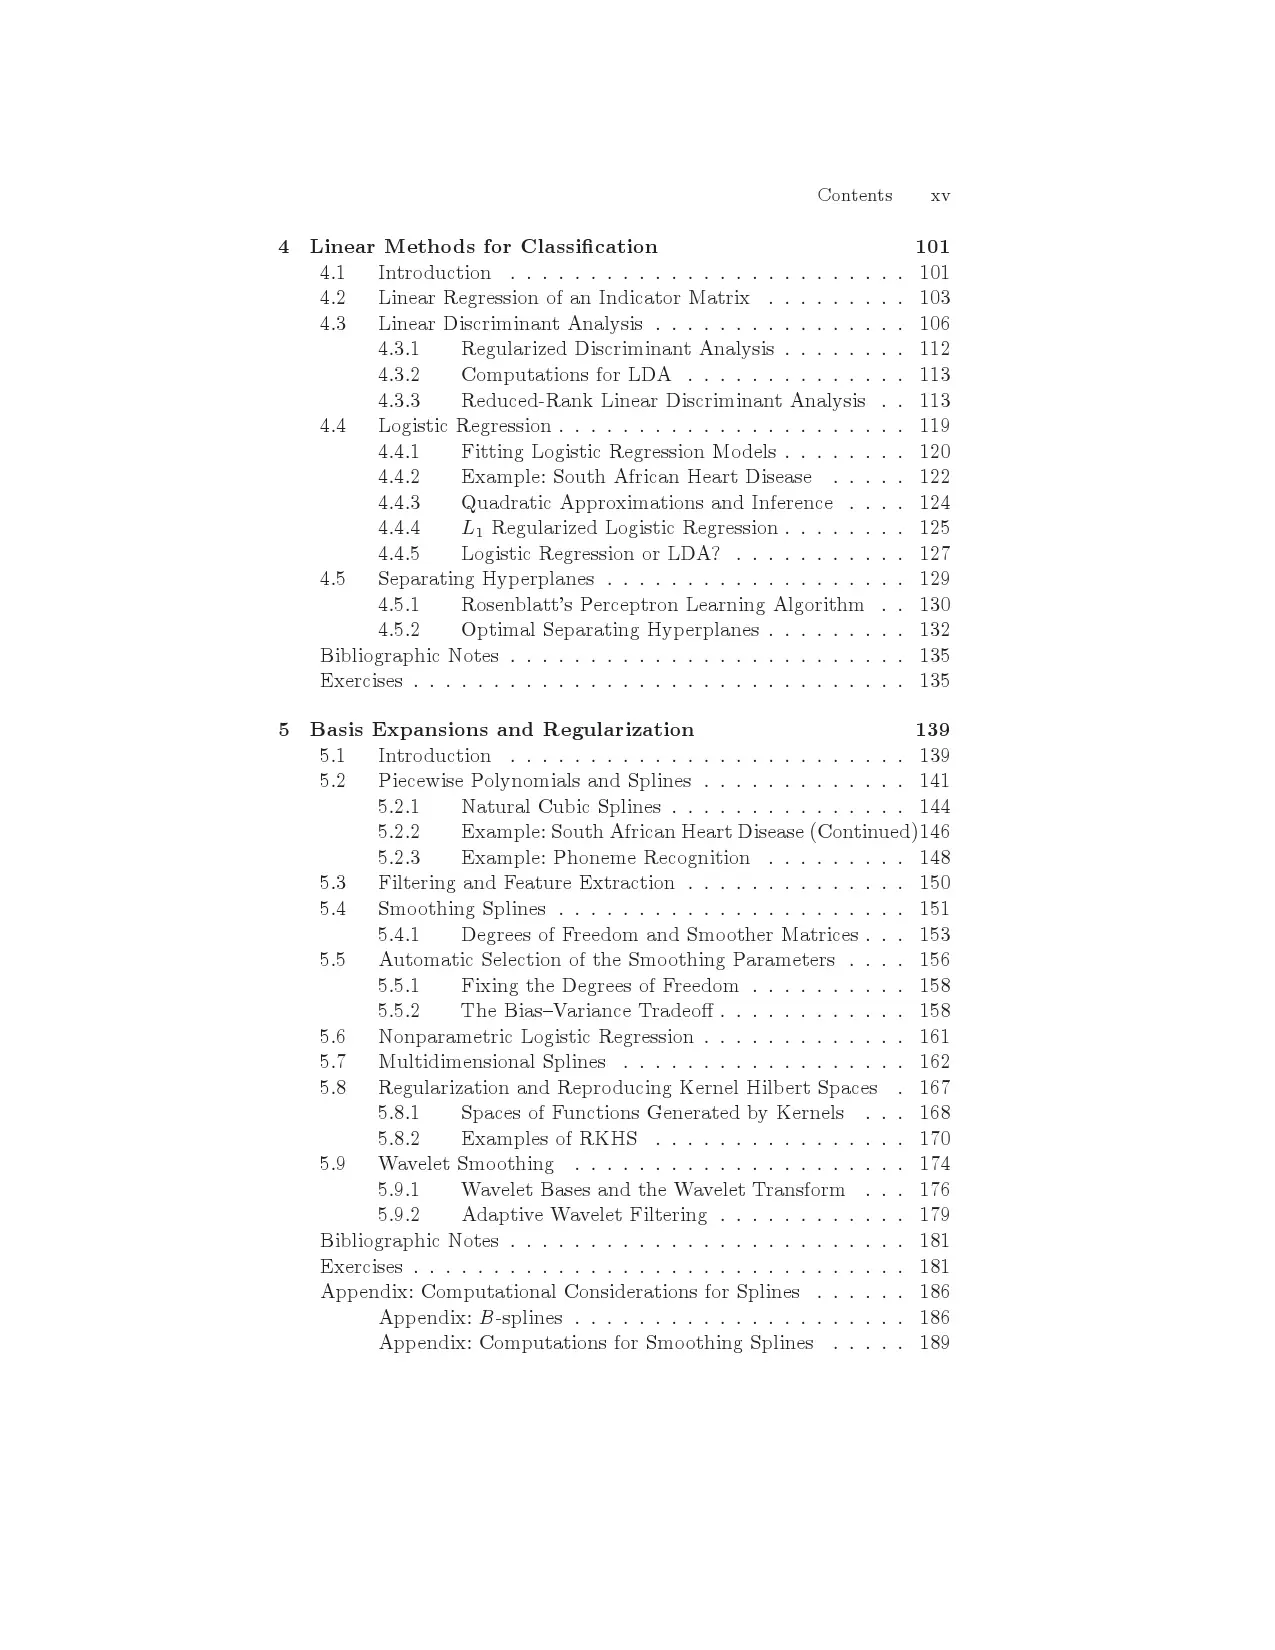 Contents xv
4 Linear Methods for Classification 101
4.1 Introduction . . . . . . . . . . . . . . . . . . . . . . . . . 101
4.2 Linear Regression of an Indicator Matrix . . . . . . . . . 103
4.3 Linear Discriminant Analysis . . . . . . . . . . . . . . . . 106
4.3.1 Regularized Discriminant Analysis . . . . . . . . 112
4.3.2 Computations for LDA . . . . . . . . . . . . . . 113
4.3.3 Reduced-Rank Linear Discriminant Analysis . . 113
4.4 Logistic Regression . . . . . . . . . . . . . . . . . . . . . . 119
4.4.1 Fitting Logistic Regression Models . . . . . . . . 120
4.4.2 Example: South African Heart Disease . . . . . 122
4.4.3 Quadratic Approximations and Inference . . . . 124
4.4.4 L₁ Regularized Logistic Regression . . . . . . . . 125
4.4.5 Logistic Regression or LDA? . . . . . . . . . . . 127
4.5 Separating Hyperplanes . . . . . . . . . . . . . . . . . . . 129
4.5.1 Rosenblatt's Perceptron Learning Algorithm . . 130
4.5.2 Optimal Separating Hyperplanes . . . . . . . . . 132
Bibliographic Notes . . . . . . . . . . . . . . . . . . . . . . . . . 135
Exercises . . . . . . . . . . . . . . . . . . . . . . . . . . . . . . . 135
5 Basis Expansions and Regularization 139
5.1 Introduction . . . . . . . . . . . . . . . . . . . . . . . . . 139
5.2 Piecewise Polynomials and Splines . . . . . . . . . . . . . 141
5.2.1 Natural Cubic Splines . . . . . . . . . . . . . . . 144
5.2.2 Example: South African Heart Disease (Continued)146
5.2.3 Example: Phoneme Recognition . . . . . . . . . 148
5.3 Filtering and Feature Extraction . . . . . . . . . . . . . . 150
5.4 Smoothing Splines . . . . . . . . . . . . . . . . . . . . . . 151
5.4.1 Degrees of Freedom and Smoother Matrices . . . 153
5.5 Automatic Selection of the Smoothing Parameters . . . . 156
5.5.1 Fixing the Degrees of Freedom . . . . . . . . . . 158
5.5.2 The Bias–Variance Tradeoff . . . . . . . . . . . . 158
5.6 Nonparametric Logistic Regression . . . . . . . . . . . . . 161
5.7 Multidimensional Splines . . . . . . . . . . . . . . . . . . 162
5.8 Regularization and Reproducing Kernel Hilbert Spaces . 167
5.8.1 Spaces of Functions Generated by Kernels . . . 168
5.8.2 Examples of RKHS . . . . . . . . . . . . . . . . 170
5.9 Wavelet Smoothing . . . . . . . . . . . . . . . . . . . . . 174
5.9.1 Wavelet Bases and the Wavelet Transform . . . 176
5.9.2 Adaptive Wavelet Filtering . . . . . . . . . . . . 179
Bibliographic Notes . . . . . . . . . . . . . . . . . . . . . . . . . 181
Exercises . . . . . . . . . . . . . . . . . . . . . . . . . . . . . . . 181
Appendix: Computational Considerations for Splines . . . . . . 186
Appendix: B-splines . . . . . . . . . . . . . . . . . . . . . 186
Appendix: Computations for Smoothing Splines . . . . . 189